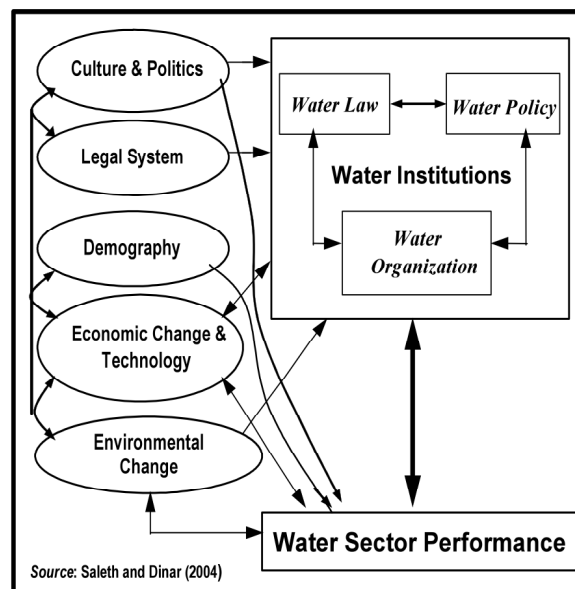 Culture & Politics
Legal System
Demography
Economic Change &
Technology
Environmental
Change
Water Law
Water Policy
Water Institutions
Water
Organization
Water Sector Performance
Source: Saleth and Dinar (2004)